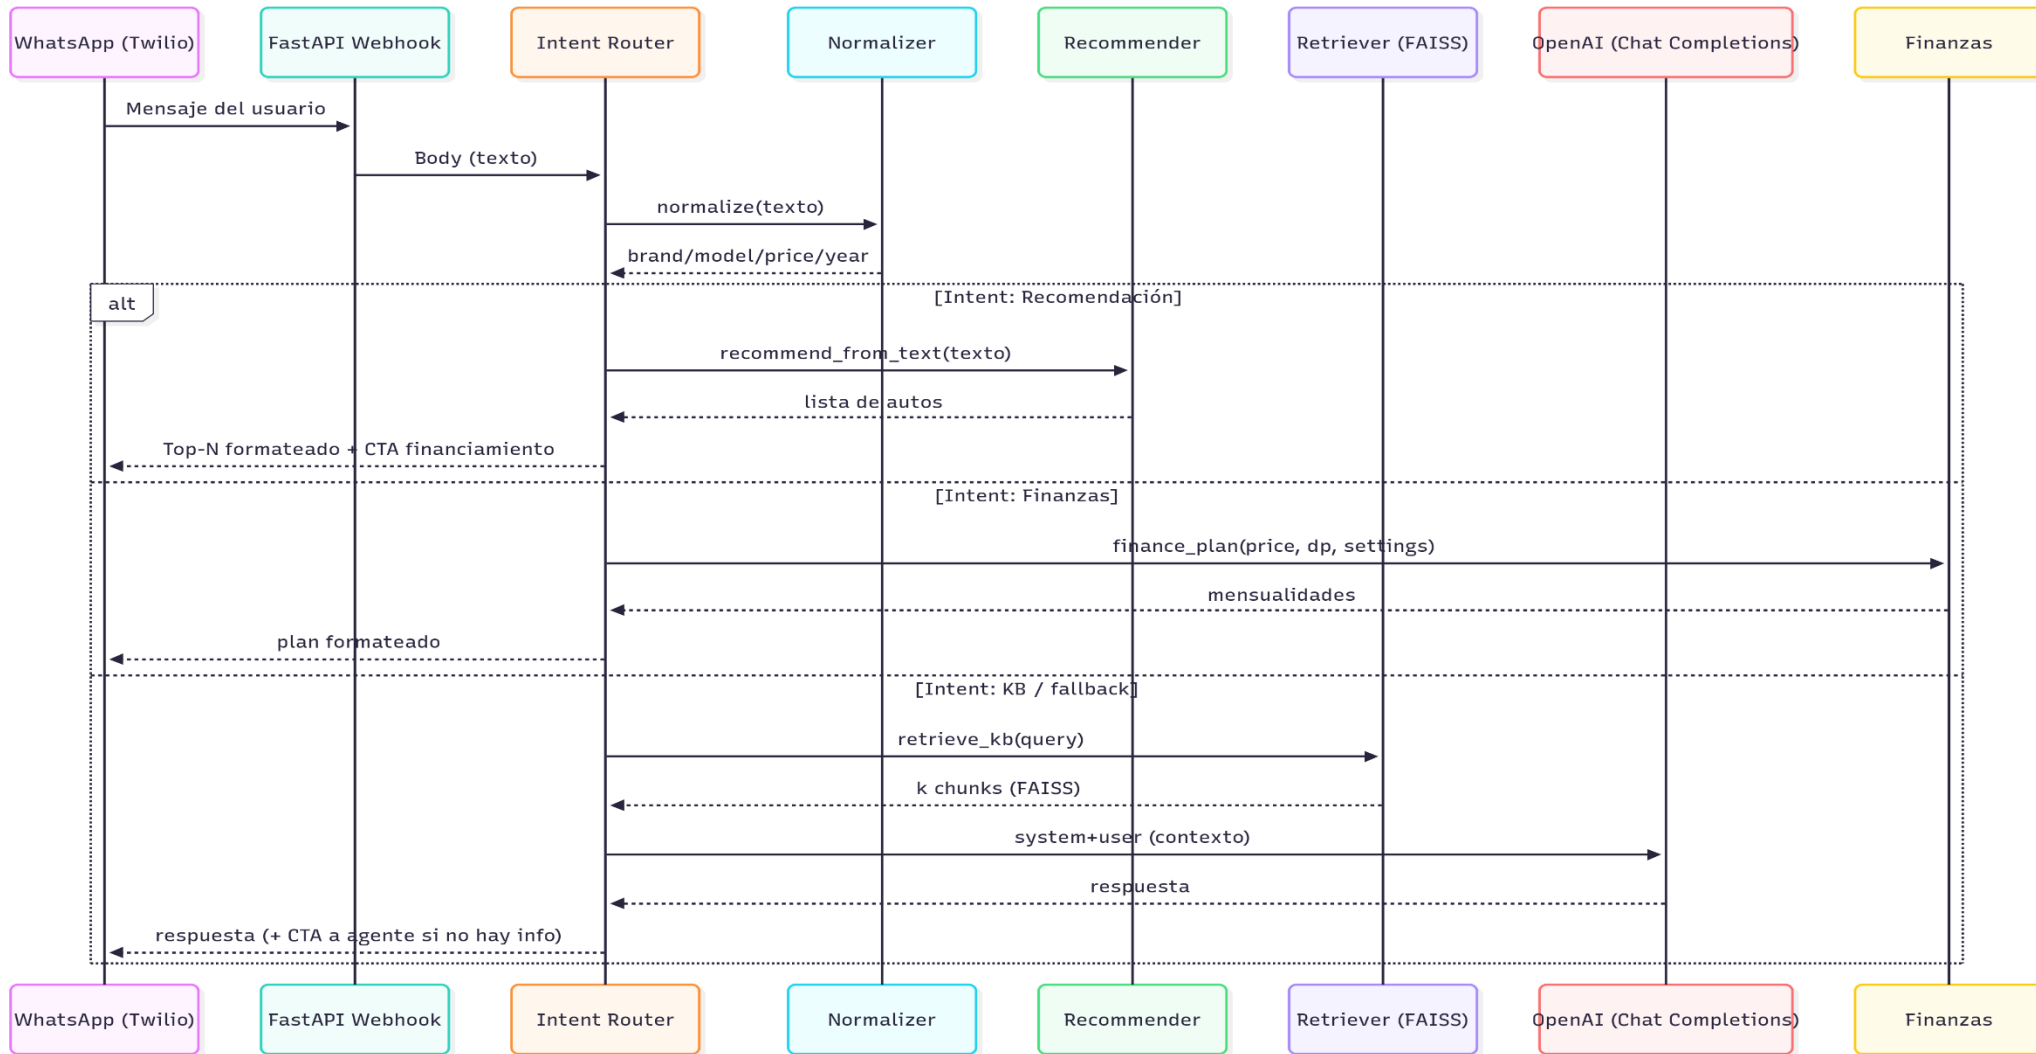 WhatsApp (Twilio)
FastAPI Webhook
Intent Router
Normalizer
Recommender
Retriever (FAISS)
OpenAI (Chat Completions)
Finanzas
Mensaje del usuario
Body (texto)
normalize(texto)
brand/model/price/year
alt
[Intent: Recomendación]
recommend_from_text(texto)
lista de autos
Top-N formateado + CTA financiamiento
[Intent: Finanzas]
finance_plan(price, dp, settings)
mensualidades
plan formateado
[Intent: KB / fallback]
retrieve_kb(query)
k chunks (FAISS)
system+user (contexto)
respuesta
respuesta (+ CTA a agente si no hay info)
WhatsApp (Twilio)
FastAPI Webhook
Intent Router
Normalizer
Recommender
Retriever (FAISS)
OpenAI (Chat Completions)
Finanzas